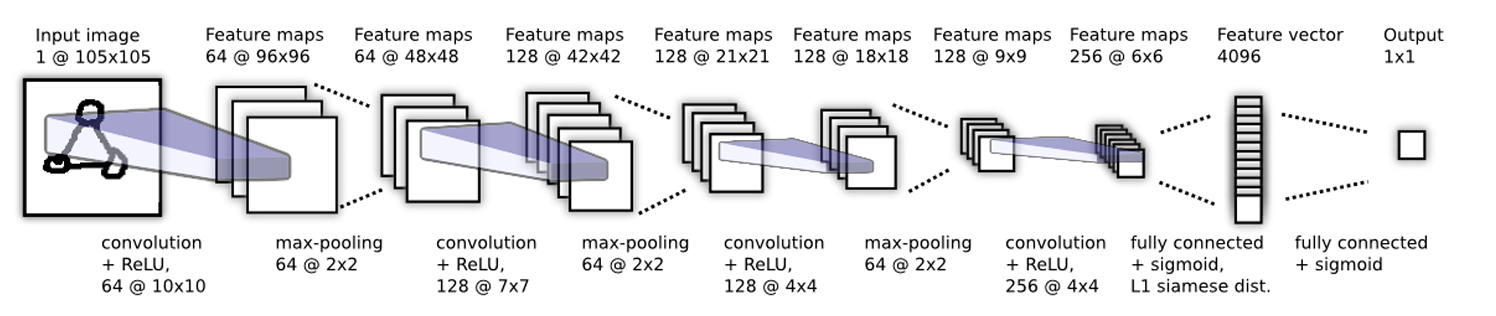 Input image
1 @ 105x105
Feature maps
64 @ 96x96
Feature maps
64 @ 48x48
Feature maps
128 @ 42x42
Feature maps
128 @ 21x21
Feature maps
128 @ 18x18
Feature maps
128 @ 9x9
Feature maps
256 @ 6x6
Feature vector
4096
Output
1x1
convolution
+ ReLU,
64 @ 10x10
max-pooling
64 @ 2x2
convolution
+ ReLU,
128 @ 7x7
max-pooling
64 @ 2x2
convolution
+ ReLU,
128 @ 4x4
max-pooling
64 @ 2x2
convolution
+ ReLU,
256 @ 4x4
fully connected
+ sigmoid,
L1 siamese dist.
fully connected
+ sigmoid